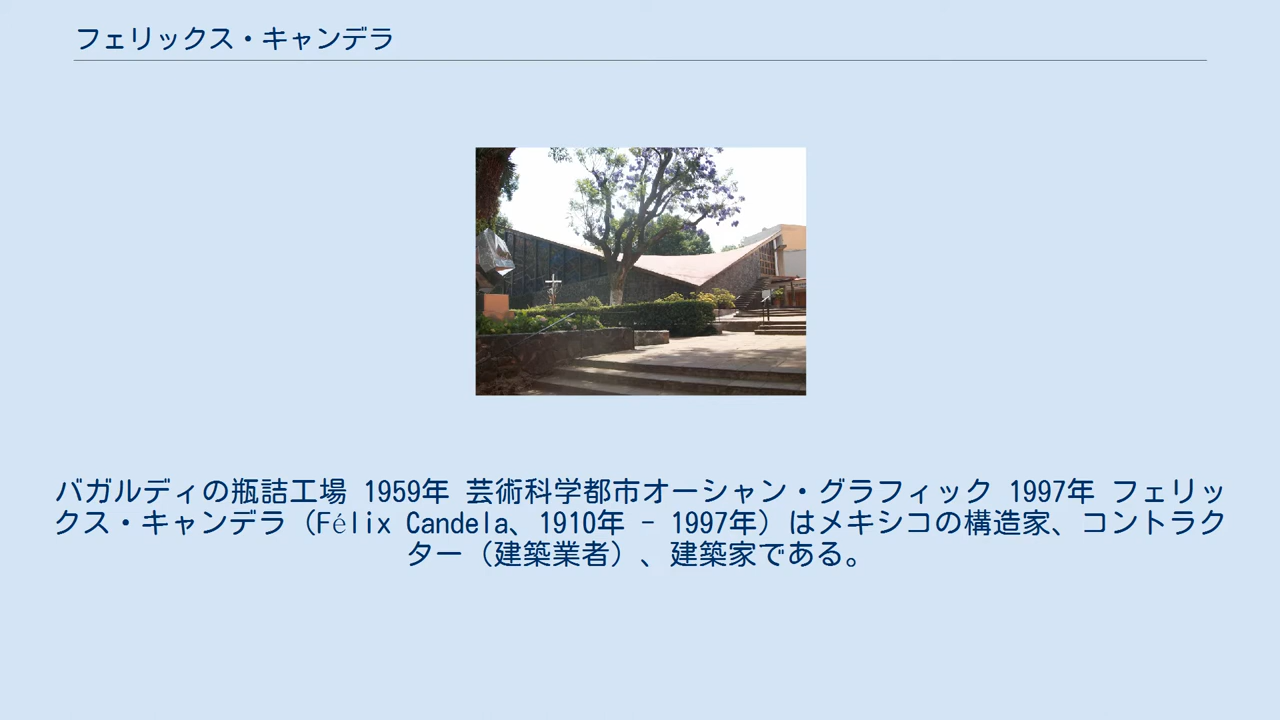 フェリックス・キャンデラ
バガルディの瓶詰工場 1959年 芸術科学都市オーシャン・グラフィック 1997年 フェリッ
クス・キャンデラ（Félix Candela、1910年 - 1997年）はメキシコの構造家、コントラク
ター（建築業者）、建築家である。